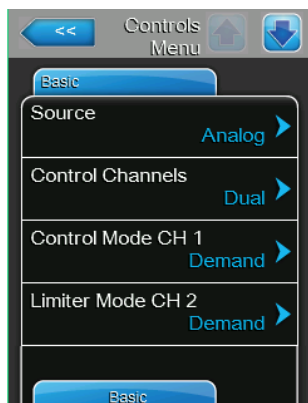 <<
Controls
Menu
Basic
Source
Analog
Control Channels
Dual
Control Mode CH 1
Demand
Limiter Mode CH 2
Demand
Basic